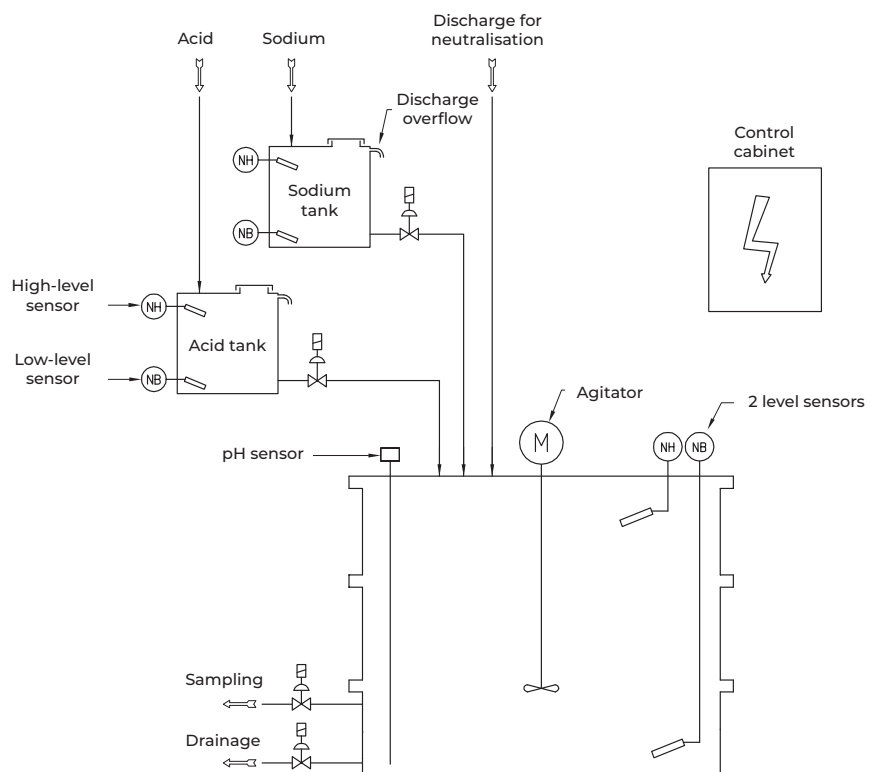 Discharge for
neutralisation
Acid
Sodium
Discharge
overflow
Control
cabinet
NH
Sodium
tank
NB
High-level
sensor
NH
Acid tank
Low-level
sensor
NB
Agitator
2 level sensors
M
NH
NB
pH sensor
Sampling
Drainage